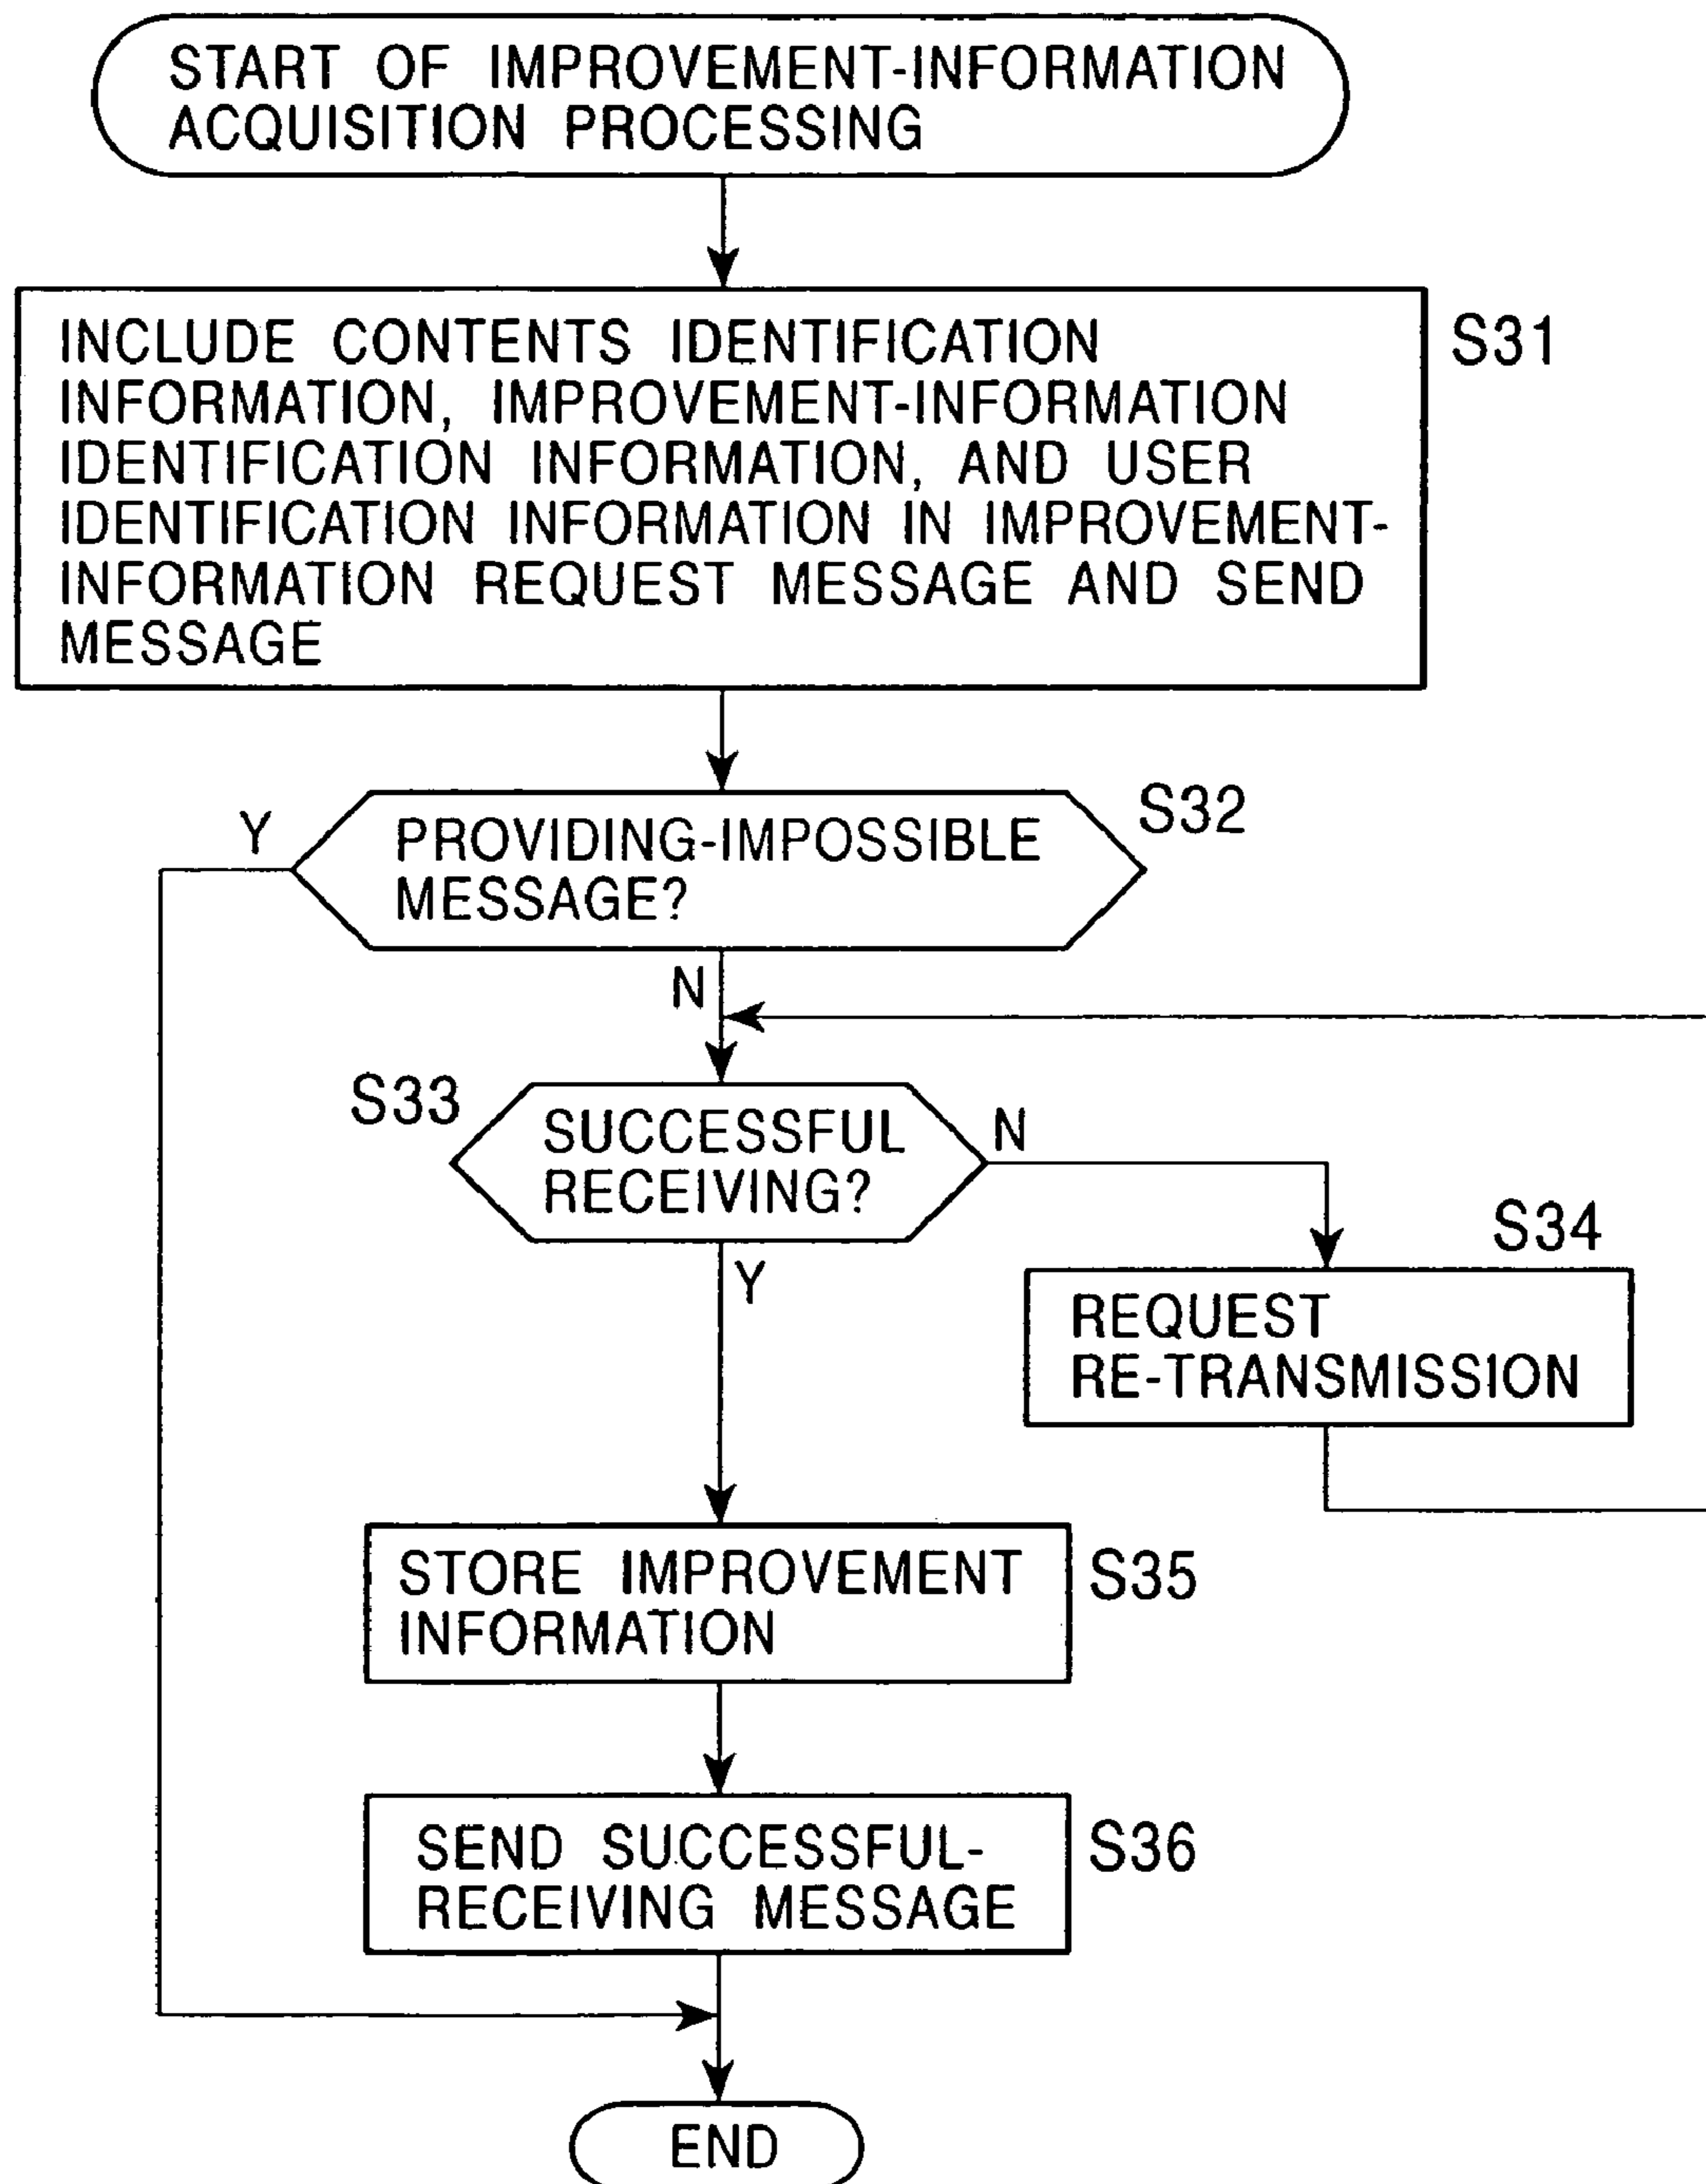 START OF IMPROVEMENT-INFORMATION
ACQUISITION PROCESSING
INCLUDE CONTENTS IDENTIFICATION
INFORMATION, IMPROVEMENT-INFORMATION
IDENTIFICATION INFORMATION, AND USER
IDENTIFICATION INFORMATION IN IMPROVEMENT-
INFORMATION REQUEST MESSAGE AND SEND
MESSAGE
S31
Y
PROVIDING-IMPOSSIBLE
MESSAGE?
S32
N
S33
SUCCESSFUL
RECEIVING?
N
Y
S34
REQUEST
RE-TRANSMISSION
STORE IMPROVEMENT
INFORMATION
S35
SEND SUCCESSFUL-
RECEIVING MESSAGE
S36
END